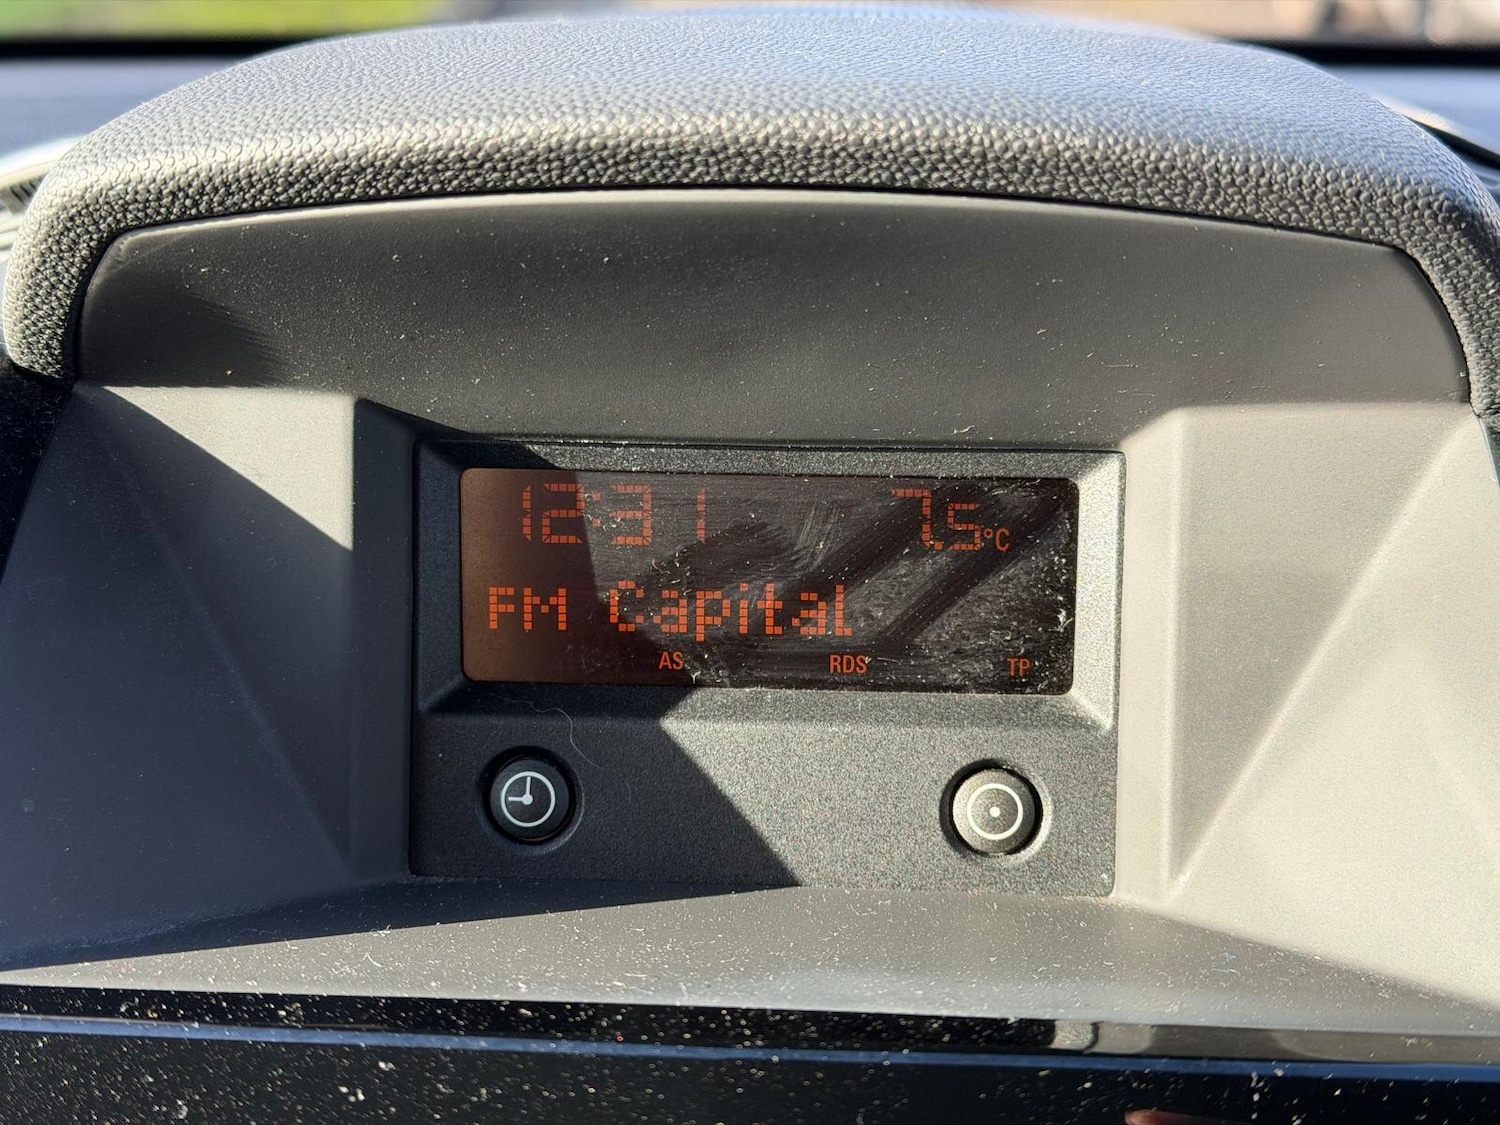 12:31 7.5°C
FM Capital
AS RDS TP